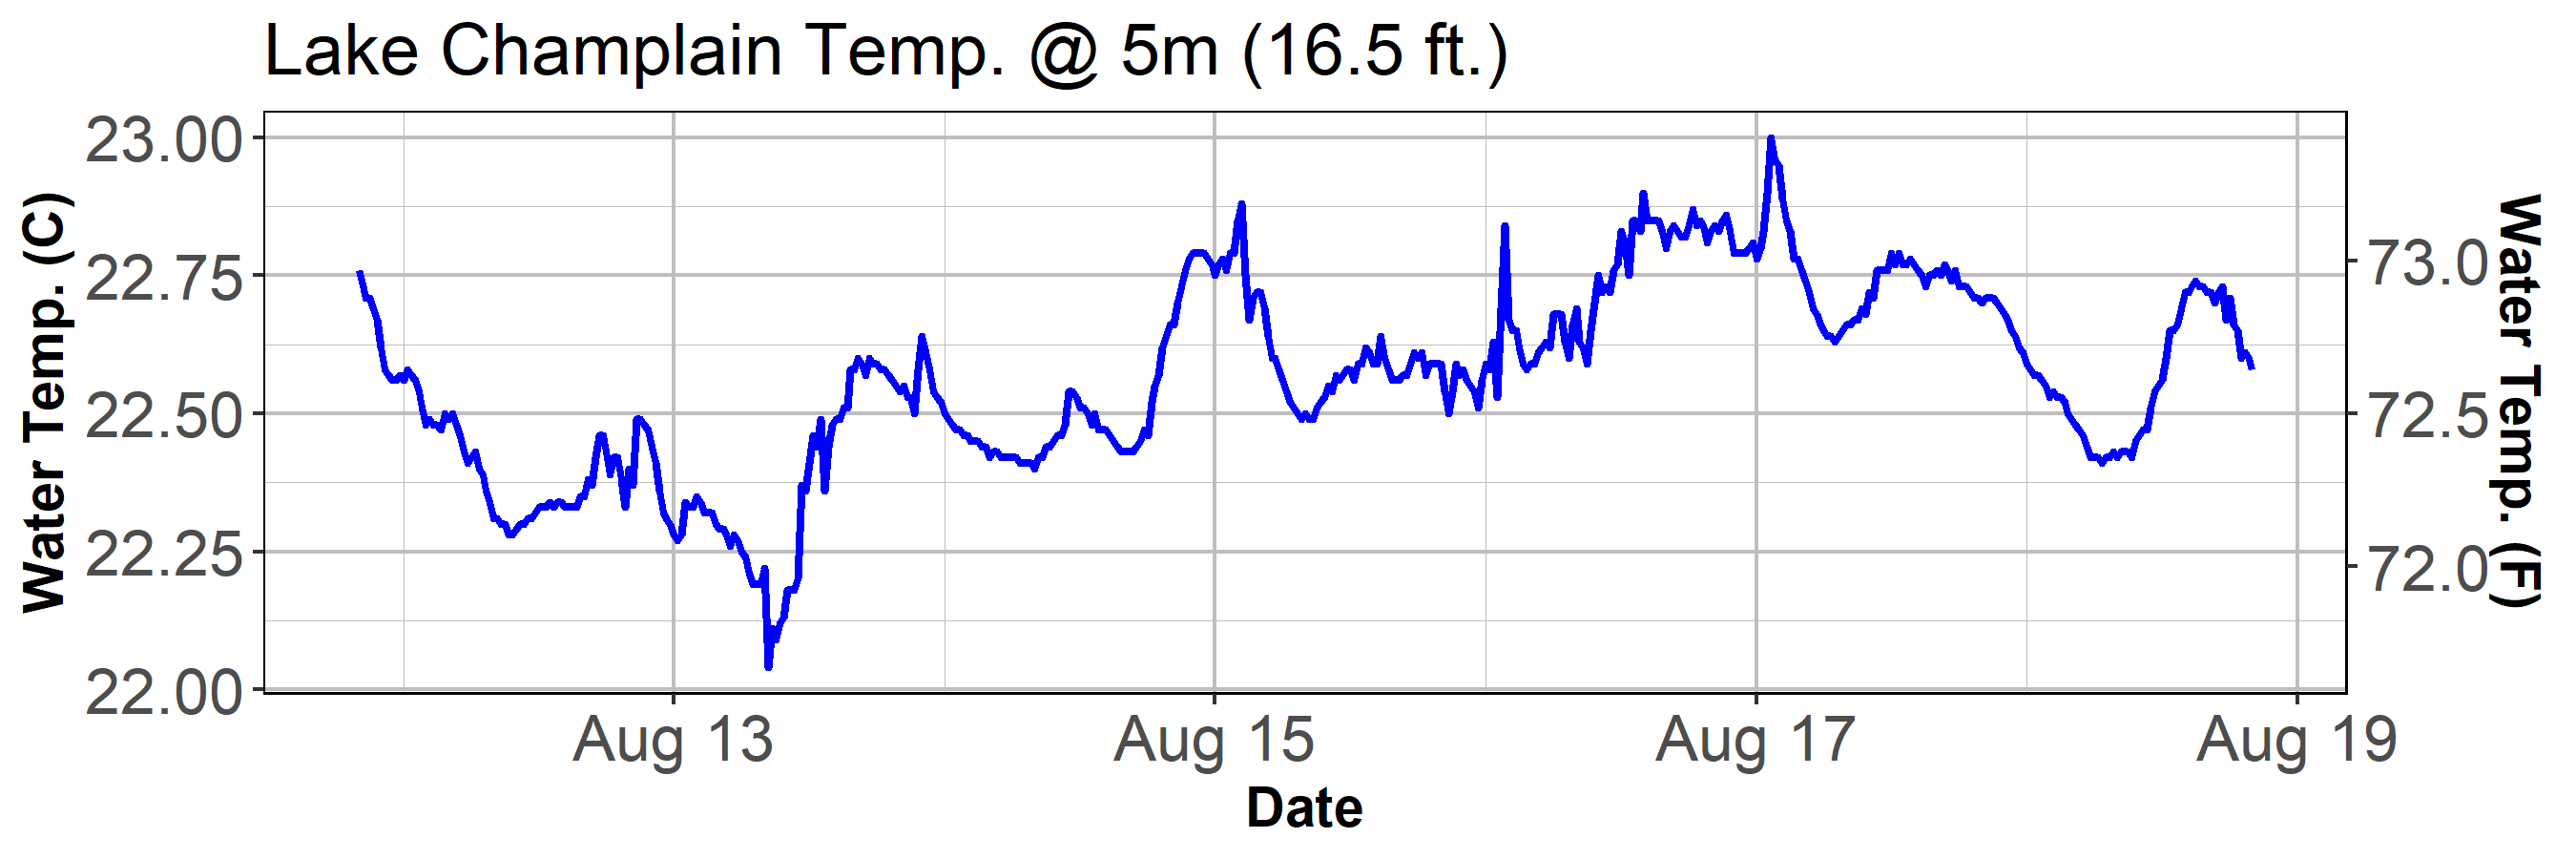 Lake Champlain Temp. @ 5m (16.5 ft.)
Water Temp. (C)
23.00
22.75
22.50
22.25
22.00
73.0
72.5
72.0
Water Temp. (F)
Aug 13 Aug 15 Aug 17 Aug 19
Date